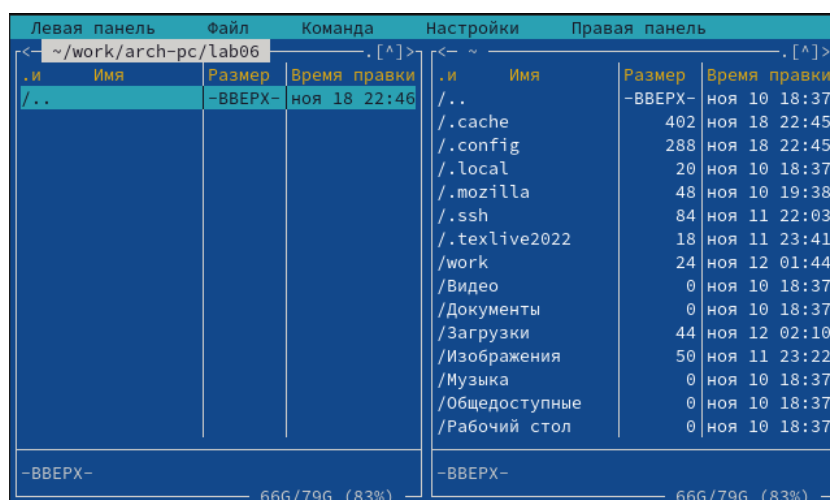 Левая панель Файл Команда Настройки Правая панель
<— ~/work/arch-pc/lab06 .[^]>
.и Имя Размер Время правки
/.. -ВВЕРХ- ноя 18 22:46
-ВВЕРХ-
66G/79G (83%)
<— ~ .[^]>
.и Имя Размер Время правки
/.. -ВВЕРХ- ноя 10 18:37
/.cache 402 ноя 18 22:45
/.config 288 ноя 18 22:45
/.local 20 ноя 10 18:37
/.mozilla 48 ноя 10 19:38
/.ssh 84 ноя 11 22:03
/.texlive2022 18 ноя 11 23:41
/work 24 ноя 12 01:44
/Видео 0 ноя 10 18:37
/Документы 0 ноя 10 18:37
/Загрузки 44 ноя 12 02:10
/Изображения 50 ноя 11 23:22
/Музыка 0 ноя 10 18:37
/Общедоступные 0 ноя 10 18:37
/Рабочий стол 0 ноя 10 18:37
-ВВЕРХ-
66G/79G (83%)